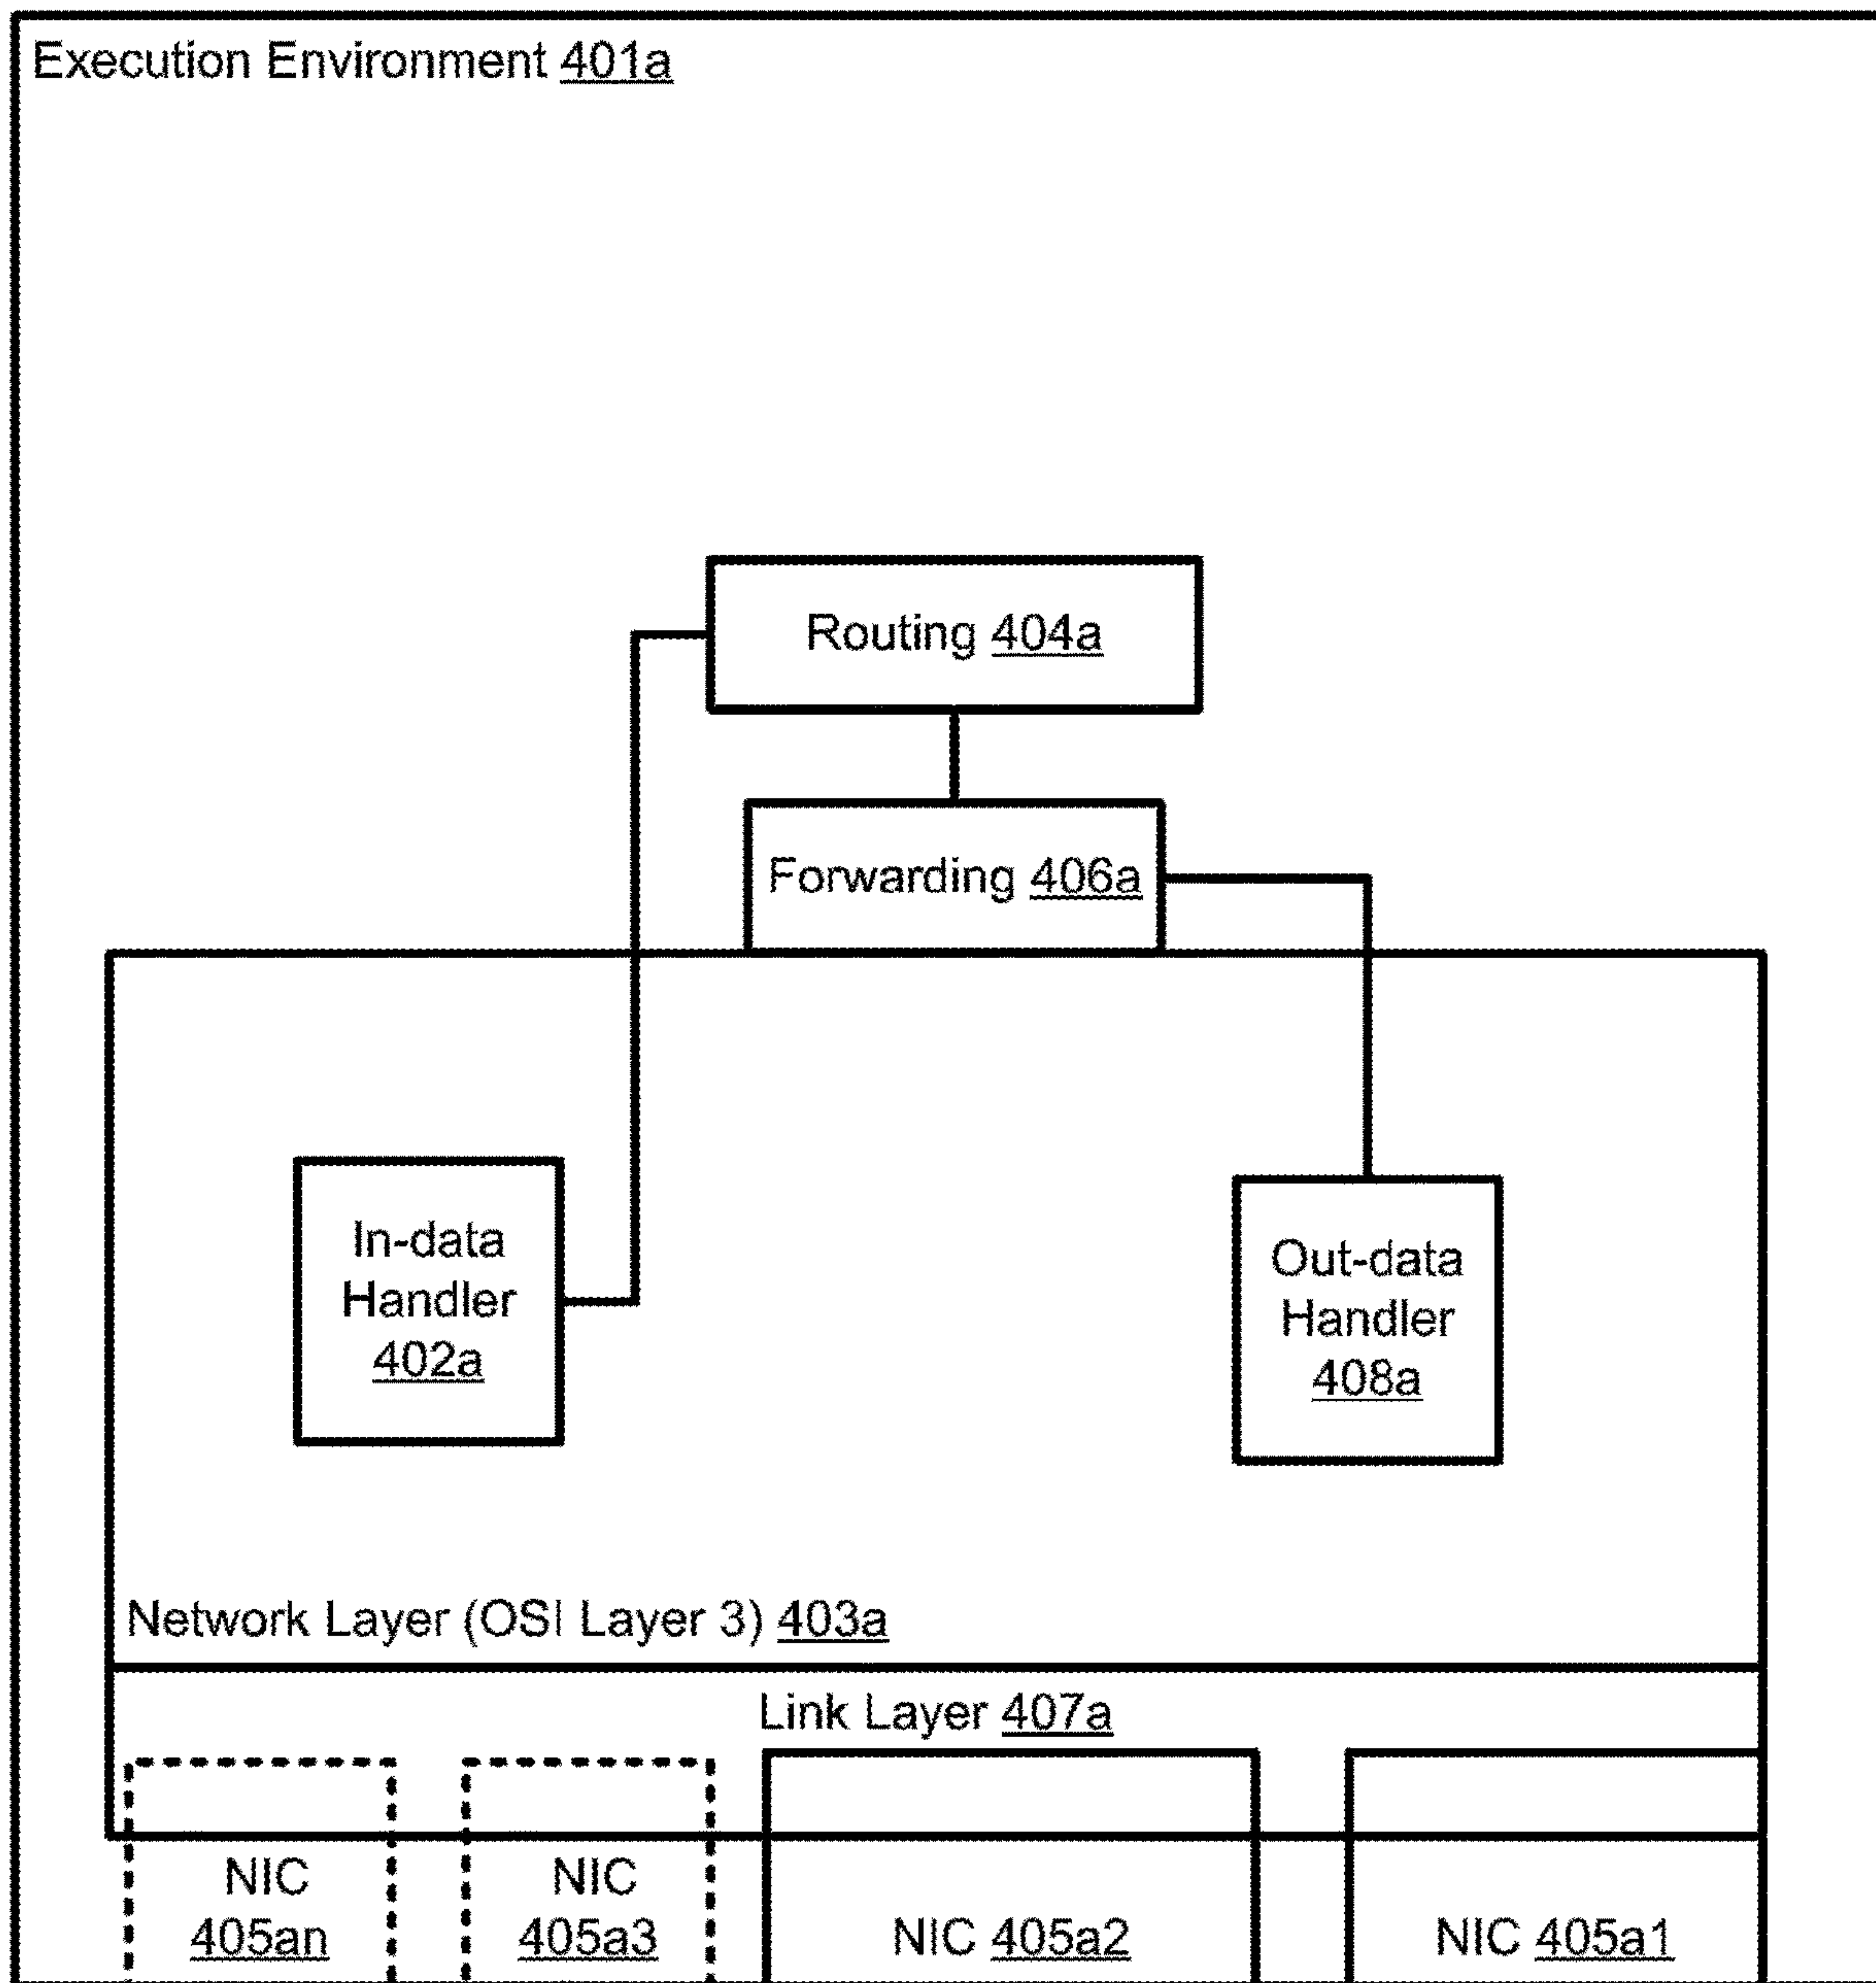 Execution Environment 401a
Routing 404a
Forwarding 406a
In-data
Handler
402a
Out-data
Handler
408a
Network Layer (OSI Layer 3) 403a
Link Layer 407a
NIC
405an
NIC
405a3
NIC 405a2
NIC 405a1